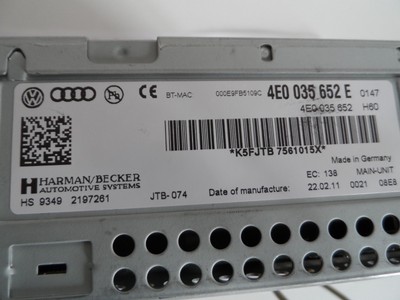 CE BT-MAC: 000E9FB5109C 4E0 035 652 E 0147
4E0 035 652 H60
*K5FJTB 7561015X*
Made in Germany
HARMAN/BECKER
AUTOMOTIVE SYSTEMS
JTB-074
EC: 138 MAIN-UNIT
HS 9349 2197261
Date of manufacture: 22.02.11 0021 08E8